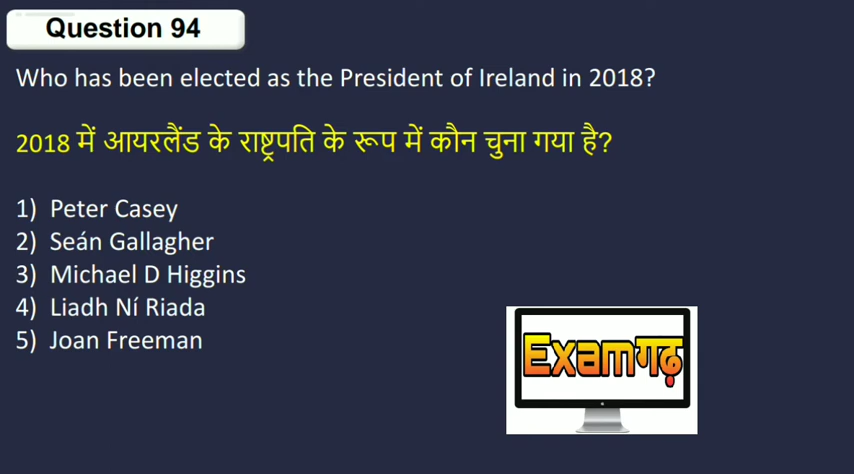 Question 94
Who has been elected as the President of Ireland in 2018?
2018 में आयरलैंड के राष्ट्रपति के रूप में कौन चुना गया है?
1) Peter Casey
2) Seán Gallagher
3) Michael D Higgins
4) Liadh Ní Riada
5) Joan Freeman
Examगढ़